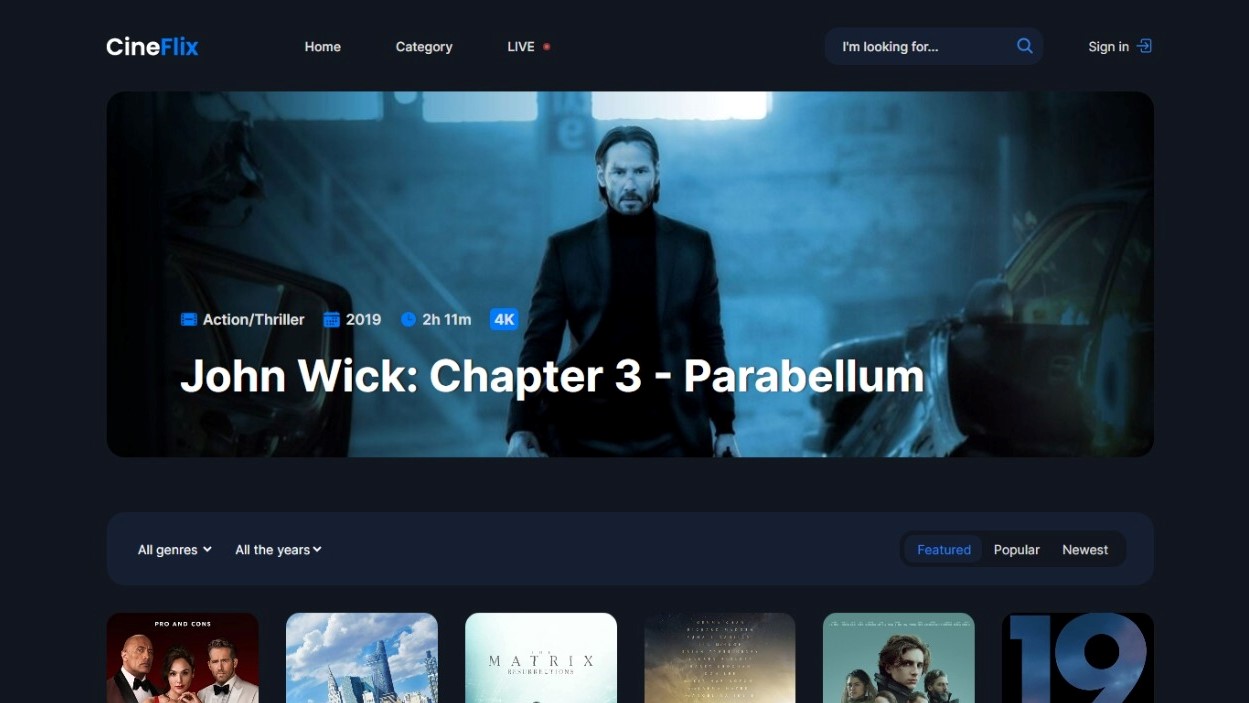 CineFlix
Home Category LIVE
I'm looking for...
Sign in
e
Action/Thriller 2019 2h 11m 4K
John Wick: Chapter 3 - Parabellum
All genres All the years
Featured Popular Newest
PRO AND CONS
THE
MATRIX
RESURRECTIONS
19